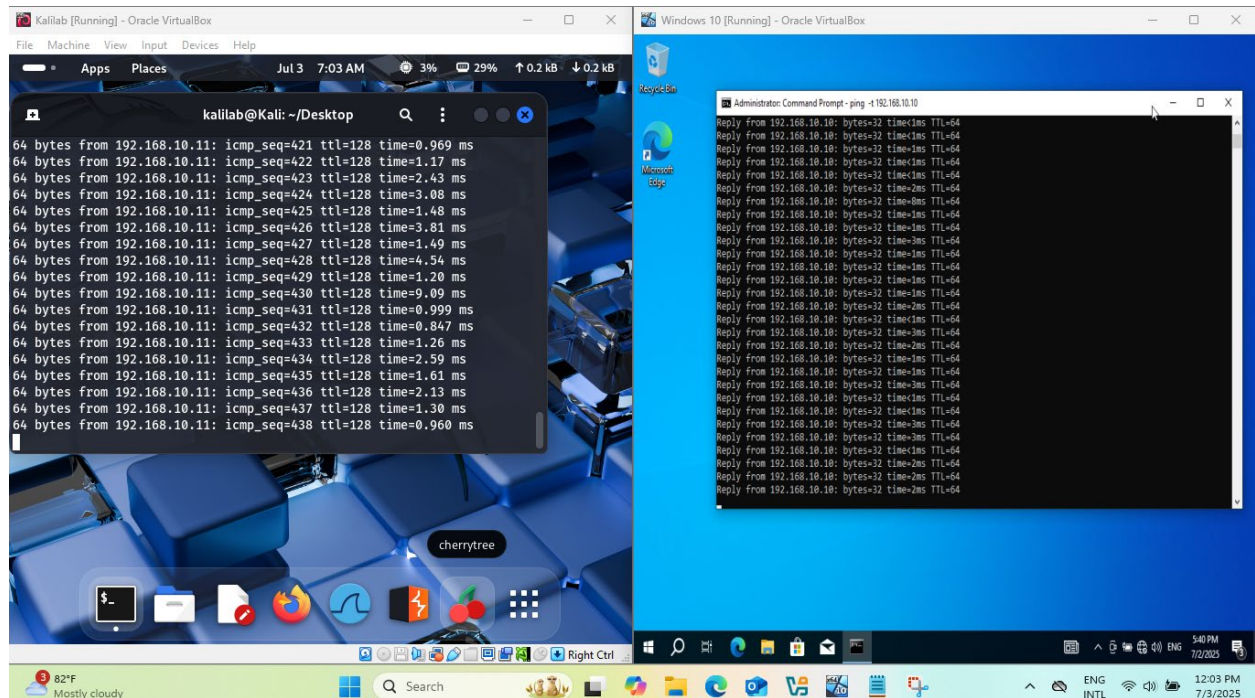 Kalilab [Running] - Oracle VirtualBox
File Machine View Input Devices Help
Apps Places Jul 3 7:03 AM 3% 29% ↑0.2 kB ↓0.2 kB
kalilab@Kali: ~/Desktop
64 bytes from 192.168.10.11: icmp_seq=421 ttl=128 time=0.969 ms
64 bytes from 192.168.10.11: icmp_seq=422 ttl=128 time=1.17 ms
64 bytes from 192.168.10.11: icmp_seq=423 ttl=128 time=2.43 ms
64 bytes from 192.168.10.11: icmp_seq=424 ttl=128 time=3.08 ms
64 bytes from 192.168.10.11: icmp_seq=425 ttl=128 time=1.48 ms
64 bytes from 192.168.10.11: icmp_seq=426 ttl=128 time=3.81 ms
64 bytes from 192.168.10.11: icmp_seq=427 ttl=128 time=1.49 ms
64 bytes from 192.168.10.11: icmp_seq=428 ttl=128 time=4.54 ms
64 bytes from 192.168.10.11: icmp_seq=429 ttl=128 time=1.20 ms
64 bytes from 192.168.10.11: icmp_seq=430 ttl=128 time=9.09 ms
64 bytes from 192.168.10.11: icmp_seq=431 ttl=128 time=0.999 ms
64 bytes from 192.168.10.11: icmp_seq=432 ttl=128 time=0.847 ms
64 bytes from 192.168.10.11: icmp_seq=433 ttl=128 time=1.26 ms
64 bytes from 192.168.10.11: icmp_seq=434 ttl=128 time=2.59 ms
64 bytes from 192.168.10.11: icmp_seq=435 ttl=128 time=1.61 ms
64 bytes from 192.168.10.11: icmp_seq=436 ttl=128 time=2.13 ms
64 bytes from 192.168.10.11: icmp_seq=437 ttl=128 time=1.30 ms
64 bytes from 192.168.10.11: icmp_seq=438 ttl=128 time=0.960 ms
cherrytree
Right Ctrl
Windows 10 [Running] - Oracle VirtualBox
Recycle Bin
Microsoft
Edge
Administrator: Command Prompt - ping -t 192.168.10.10
Reply from 192.168.10.10: bytes=32 time<1ms TTL=64
Reply from 192.168.10.10: bytes=32 time=1ms TTL=64
Reply from 192.168.10.10: bytes=32 time=1ms TTL=64
Reply from 192.168.10.10: bytes=32 time=1ms TTL=64
Reply from 192.168.10.10: bytes=32 time<1ms TTL=64
Reply from 192.168.10.10: bytes=32 time=2ms TTL=64
Reply from 192.168.10.10: bytes=32 time=8ms TTL=64
Reply from 192.168.10.10: bytes=32 time=1ms TTL=64
Reply from 192.168.10.10: bytes=32 time=1ms TTL=64
Reply from 192.168.10.10: bytes=32 time=3ms TTL=64
Reply from 192.168.10.10: bytes=32 time=1ms TTL=64
Reply from 192.168.10.10: bytes=32 time<1ms TTL=64
Reply from 192.168.10.10: bytes=32 time=1ms TTL=64
Reply from 192.168.10.10: bytes=32 time=1ms TTL=64
Reply from 192.168.10.10: bytes=32 time=2ms TTL=64
Reply from 192.168.10.10: bytes=32 time<1ms TTL=64
Reply from 192.168.10.10: bytes=32 time=3ms TTL=64
Reply from 192.168.10.10: bytes=32 time=2ms TTL=64
Reply from 192.168.10.10: bytes=32 time=1ms TTL=64
Reply from 192.168.10.10: bytes=32 time<1ms TTL=64
Reply from 192.168.10.10: bytes=32 time=3ms TTL=64
Reply from 192.168.10.10: bytes=32 time<1ms TTL=64
Reply from 192.168.10.10: bytes=32 time<1ms TTL=64
Reply from 192.168.10.10: bytes=32 time<1ms TTL=64
Reply from 192.168.10.10: bytes=32 time=3ms TTL=64
Reply from 192.168.10.10: bytes=32 time<1ms TTL=64
Reply from 192.168.10.10: bytes=32 time=2ms TTL=64
Reply from 192.168.10.10: bytes=32 time=2ms TTL=64
Reply from 192.168.10.10: bytes=32 time=2ms TTL=64
ENG
5:40 PM
7/2/2025
3
82°F
Mostly cloudy
Search
ENG
INTL
12:03 PM
7/3/2025